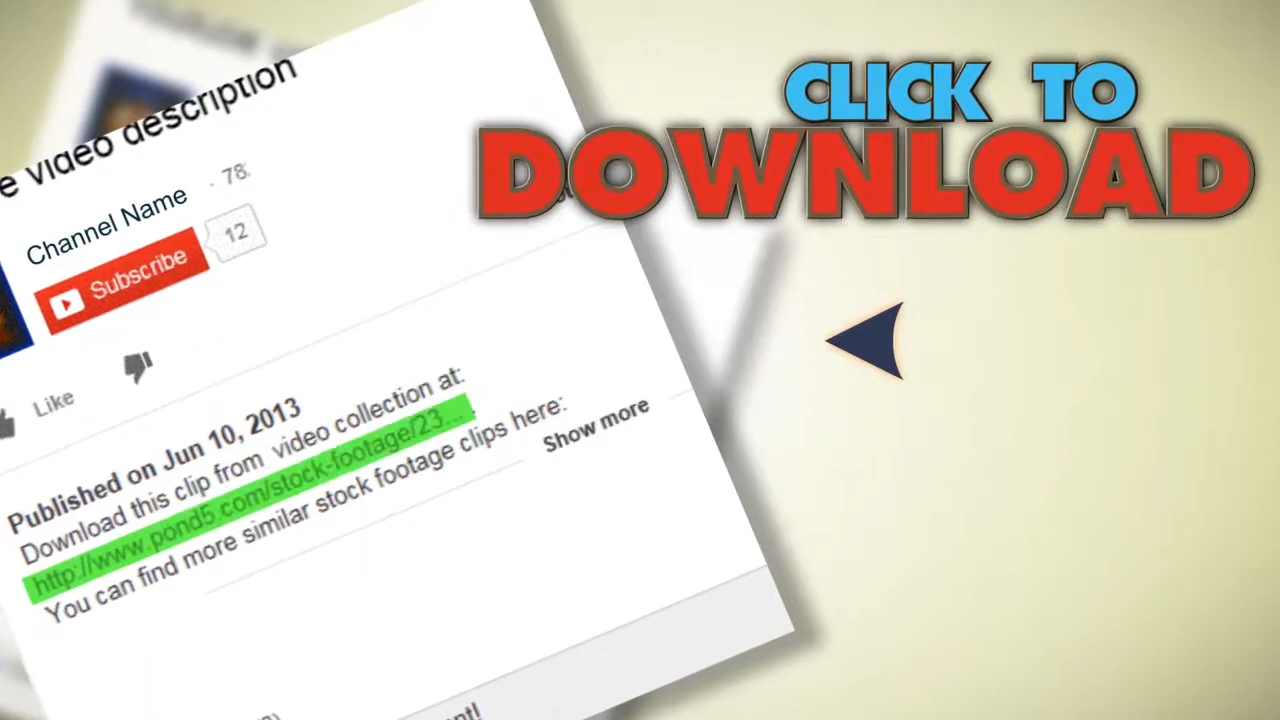 CLICK TO
DOWNLOAD
e video description
Channel Name
78
Subscribe
12
Like
Published on Jun 10, 2013
Download this clip from video collection at:
http://www.pond5.com/stock-footage/23...
You can find more similar stock footage clips here:
Show more